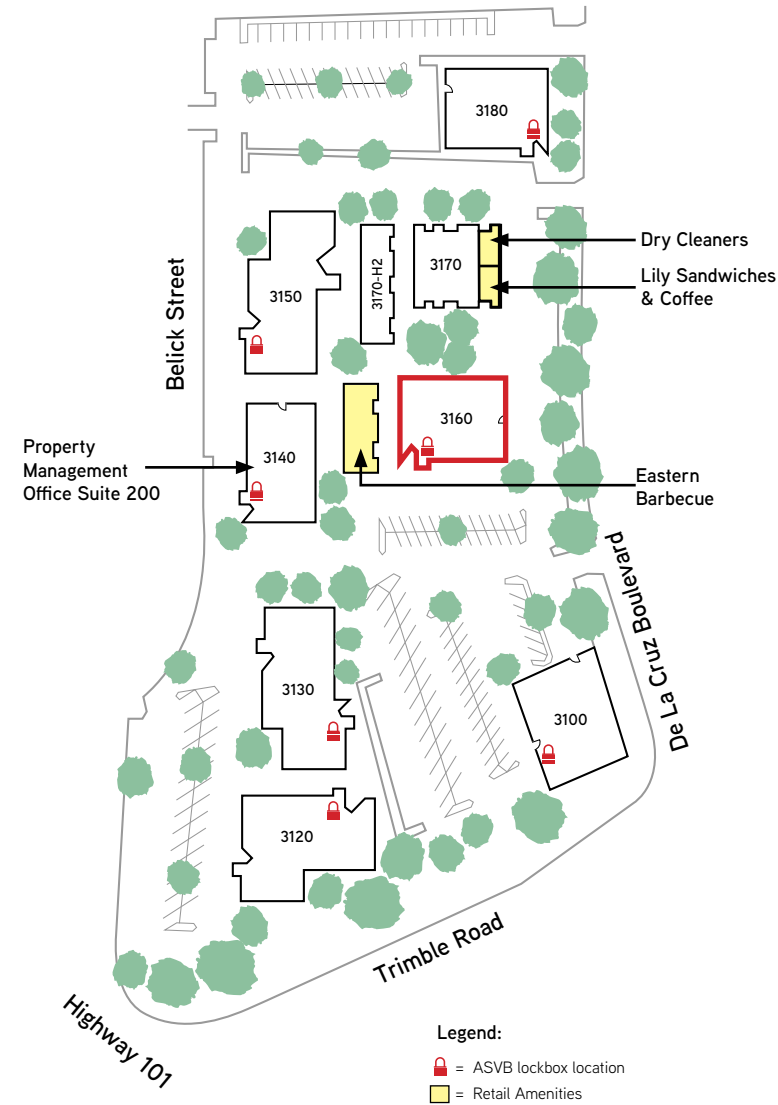 3180
Dry Cleaners
Lily Sandwiches
& Coffee
3170
3170-H2
3150
Belick Street
3160
3140
Property
Management
Office Suite 200
Eastern
Barbecue
De La Cruz Boulevard
3130
3100
3120
Trimble Road
Highway 101
Legend:
= ASVB lockbox location
= Retail Amenities